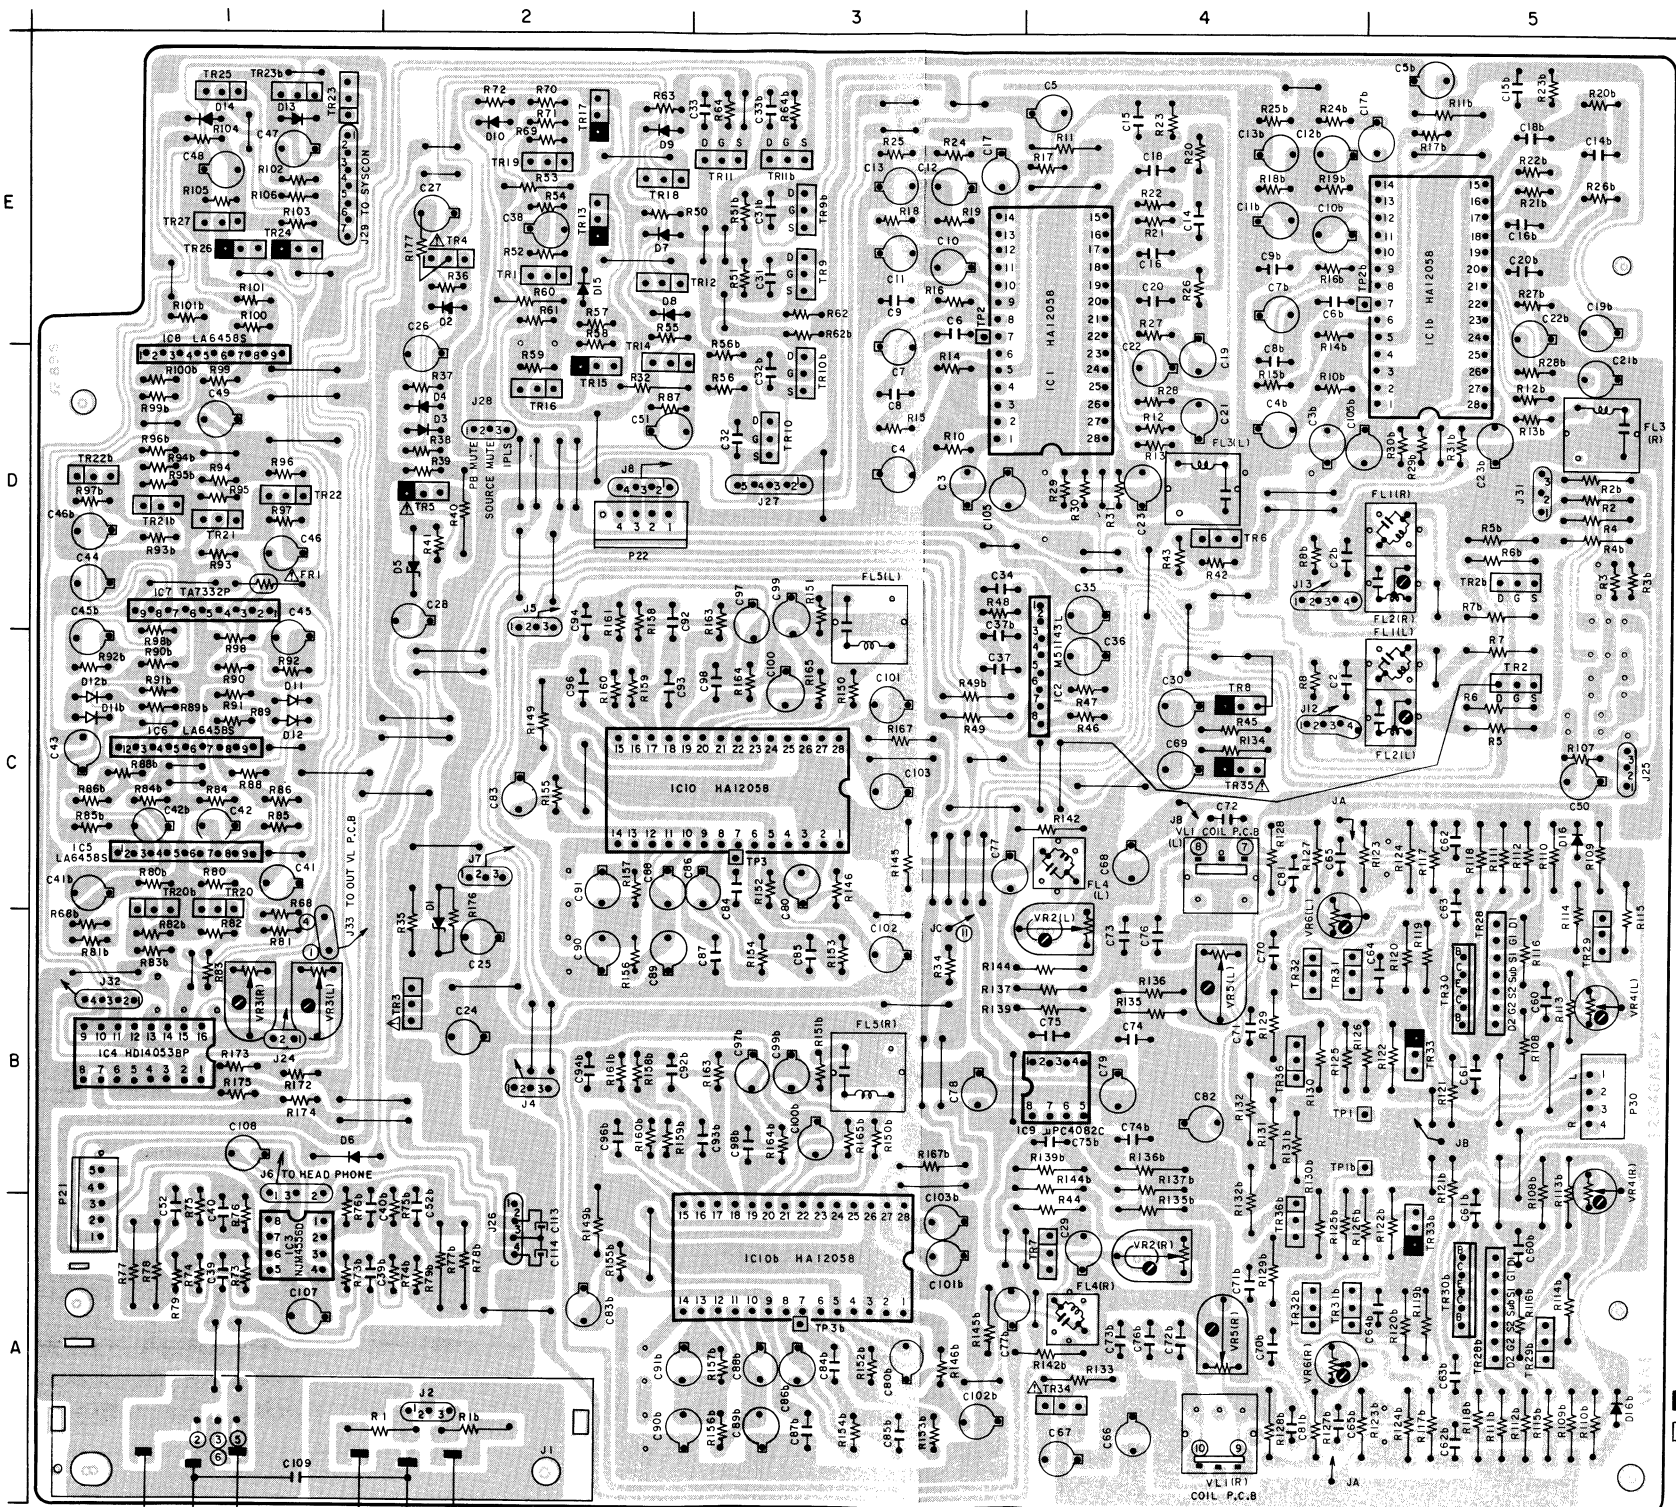 1 2 3 4 5
E
D
C
B
A
TR25 TR23b TR23
D14 D13
R104 C47
C48 R102
R105 R106
TR27 R103
TR24
TR26
J29 TO SYSCON
R101
R101b R100
IC8 LA6458S
R100b R99
R99b C49
R96b
R94b R94 R96
TR22b R95b R95
R97b TR22
TR21b TR21 R97
C46b
R93b R93 C46
C44
FR1
IC7 TA7332P
C45b C45
R98b R98
R92b R90b R92
D12b R91b R90 D11
D11b R89b R91 R89 D12
IC6 LA6458S
C43
R88b R88
R86b R84b R84 R86
R85b C42b C42 R85
IC5 LA6458S
C41b R80b R80 C41
TR20b TR20
R68b R82b R82 R68
R81b R83b R81
R83
J33 TO OUT VL P.C.B
J32
VR3(R) VR3(L)
IC4 HD14053BP
J24
R173
R175 R172
R174
C108 D6
J6 TO HEAD PHONE
P21
C52 R75 C40 R76 R76b C40b R75b C52b
IC3 NJM4556D
R77 R78 R79 R74 C39 R73 R73b C39b R74b R79b R77b R78b
C107
J26 C113 C114
J2
R1 R1b
C109
J1
R72 R70 TR17 R63
R71
D10 R69 D9
TR19 TR18
C27 R53
R54 TR13 R50
C38 D7
R177 TR4 R52
R36 TR1 TR12
D15
D2 R60 D8
R61 R57 R55
C26 R58
R59 TR14
R37 TR15 R32
D4 TR16 R87
D3 J28 C51
R38
R39
PB MUTE
SOURCE MUTE
IPLS
TR5 R40
R41
D5
J8
P22
J27
C28 J5
C33 R64 C33b R64b
TR11 TR11b
R51b C31b TR9b
R51 C31 TR9
R62
R62b
R56b
R56 C32b TR10b
C32 TR10
C94 R161 R158 C92 R163 C97 C99 R151
FL5(L)
C96 R160 R159 C93 C98 R164 C100 R165 R150
C101
R149
R167
IC10 HA12058
C83 R155
C103
TP3
J7
C91 R157 C88 C86 C84 R152 C80 R146 R145
D1 R176
R35
C25
C90 R156 C89 C87 R154 C85 R153 C102
TR3
C24
J4
C94b R161b R158b C92b R163 C97b C99b R151b
FL5(R)
C96b R160b R159b C93b C98b R164b C100b R165b R150b
R167b
R149b
IC10b HA12058
R155b
C83b
C103b
C101b
TP3b
C91b R157b C88b C86b C84b R152b C80b R146b
C90b R156b C89b C87b R154b C85b R153b C102b
C5
R25 R24 C17 R11
R17
C13 C12
R18 R19
C10
C11
C9 R16
C6 TP2
C7 R14
C8
R15
C4 R10
C3
C105
IC1 HA12058
C15 R23
C18 R20
R22
R21 C14
C16
C20 R26
R27
C22 C19
R28
R12 C21
R13 FL3(L)
R29 R30 R31 C23
TR6
R43 R42
C34
R48 C35
C37b C36
C37
IC2 M51143L
R49b R47
R49 R46
C30 TR8
R45
C69 R134
TR35
C72
J8
VL1 COIL P.C.B
(L)
R142
C77 C68
FL4 (L)
VR2(L)
JC
R34
C73 C76
R144
R137 R136
R139 R135
C75 C74
C78 C79
IC9 μPC4082C
C75b C74b
R139b R136b
R144b R137b
R44 R135b
TR7 C29
VR2(R)
FL4(R)
R145b C77b
C73b C76b C72b
R142b R133
TR34
C67 C66
VL1(R)
COIL P.C.B
C5b
R25b R24b C17b R11b
C13b C12b R17b
R18b R19b
C11b C10b
C9b R16b TP2b
C7b C6b
C8b R14b
R15b R10b
C4b C3b C105b
IC1b HA12058
C15b R23b R20b
C18b
C14b
R22b
R21b R26b
C16b
C20b
R27b C19b
C22b
R28b C21b
R12b
R13b FL3 (R)
R30b R29b R31b C23b
J31
R2b
R2
R4
R4b
FL1(R)
R5b
R8b C2b R6b
J13 TR2b
R3 R3b
FL2(R) R7b
FL1(L) R7
R8 C2 TR2
R6
J12
FL2(L) R5
R107
J25
C50
JA
R128 C81 R127 C65 R123 R124 R117 C62 R118 R111 R112 R110 D16 R109
VR6(L)
C70 TR32 TR31 C64 R120 R119 C63 TR28 R116 R114 TR29 R115
TR30
D2 G2 S2 Sub S1 G1 D1
VR5(L)
C60 R113 VR4(L)
C71 R129
TR36 R125 R126 R122 TR33 R108
R130 R121 C61
P30
R132 TP1
C82 R131
R131b JB
R130b TP1b
R132b
R121b C61b R108b R113b VR4(R)
TR36b R125b R126b R122b TR33b
C71b R129b C60b
TR30b
VR5(R) TR32b TR31b C64b R120b R119b R116b R114b
C70b VR6(R) C63b TR28b TR29b
R128b C81b R127b C65b R123b R124b R117b C62b R118b R111b R112b R115b R109b R110b D16b
JA